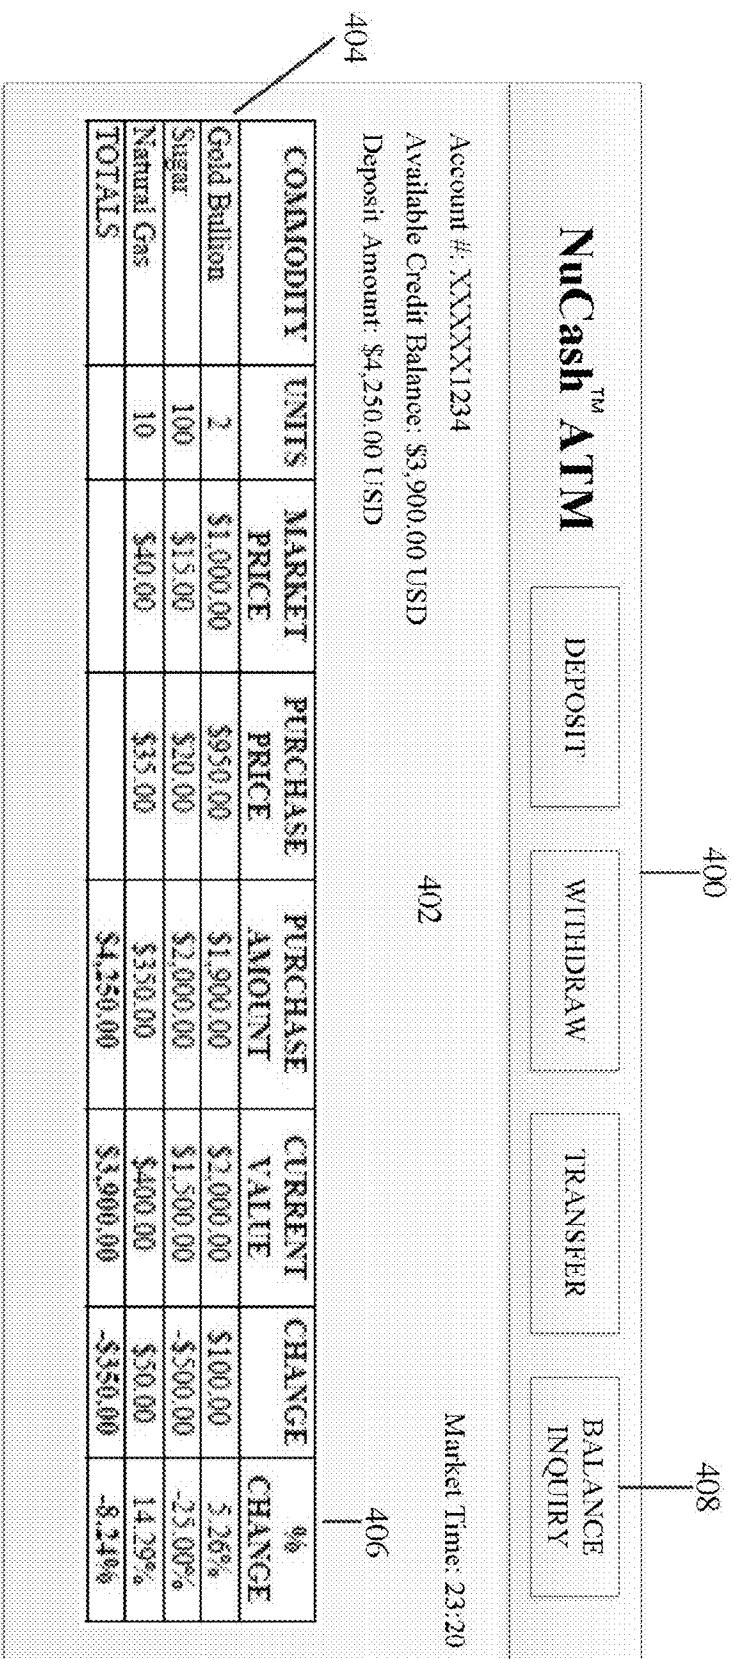 400
408
NuCash™ ATM
DEPOSIT
WITHDRAW
TRANSFER
BALANCE
INQUIRY
Account #: XXXXX1234
Market Time: 23:20
Available Credit Balance: $3,900.00 USD
402
Deposit Amount: $4,250.00 USD
404
406
COMMODITY UNITS MARKET PRICE PURCHASE PRICE PURCHASE AMOUNT CURRENT VALUE CHANGE % CHANGE
Gold Bullion 2 $1,000.00 $950.00 $1,900.00 $2,000.00 $100.00 5.26%
Sugar 100 $15.00 $20.00 $2,000.00 $1,500.00 -$500.00 -25.00%
Natural Gas 10 $40.00 $35.00 $350.00 $400.00 $50.00 14.29%
TOTALS $4,250.00 $3,900.00 -$350.00 -8.24%